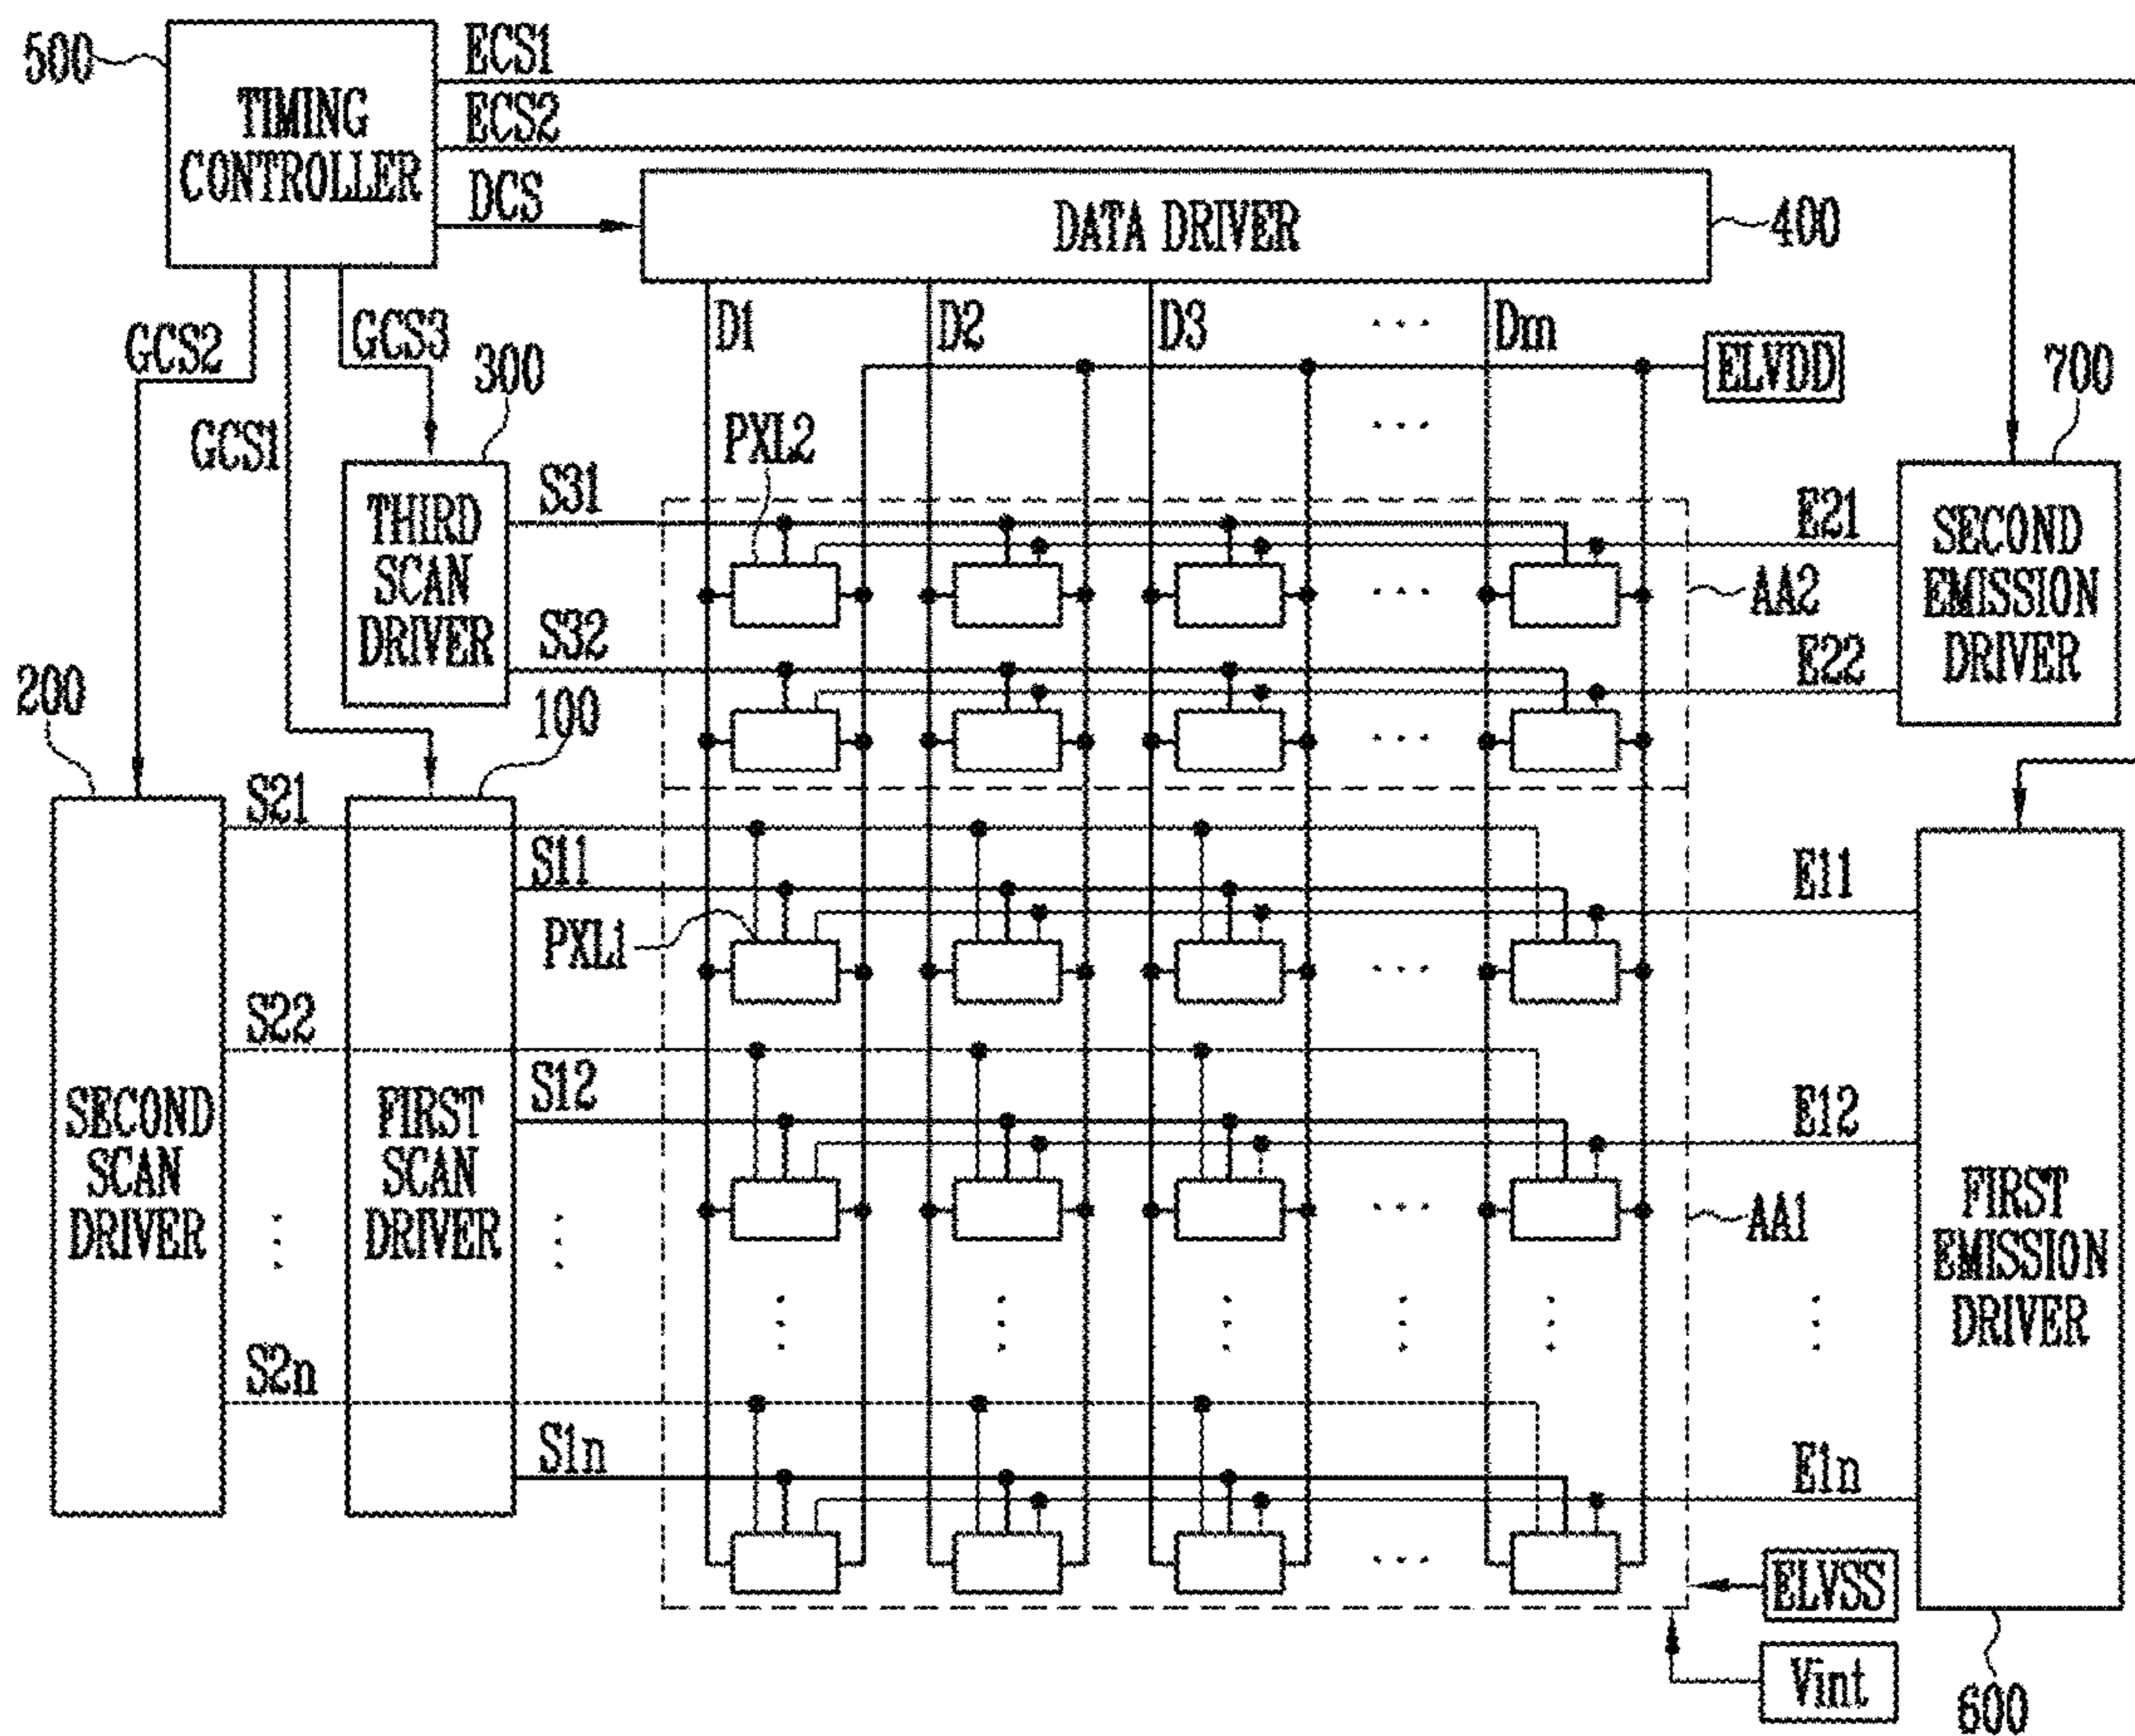 500
TIMING
CONTROLLER
ECS1
ECS2
DCS
DATA DRIVER
400
GCS2
GCS1
GCS3
300
D1
D2
D3
Dm
ELVDD
700
PXL2
THIRD
SCAN
DRIVER
S31
S32
E21
E22
AA2
SECOND
EMISSION
DRIVER
200
100
S21
S11
PXL1
E11
S22
S12
E12
SECOND
SCAN
DRIVER
FIRST
SCAN
DRIVER
AA1
FIRST
EMISSION
DRIVER
S2n
S1n
E1n
ELVSS
Vint
600